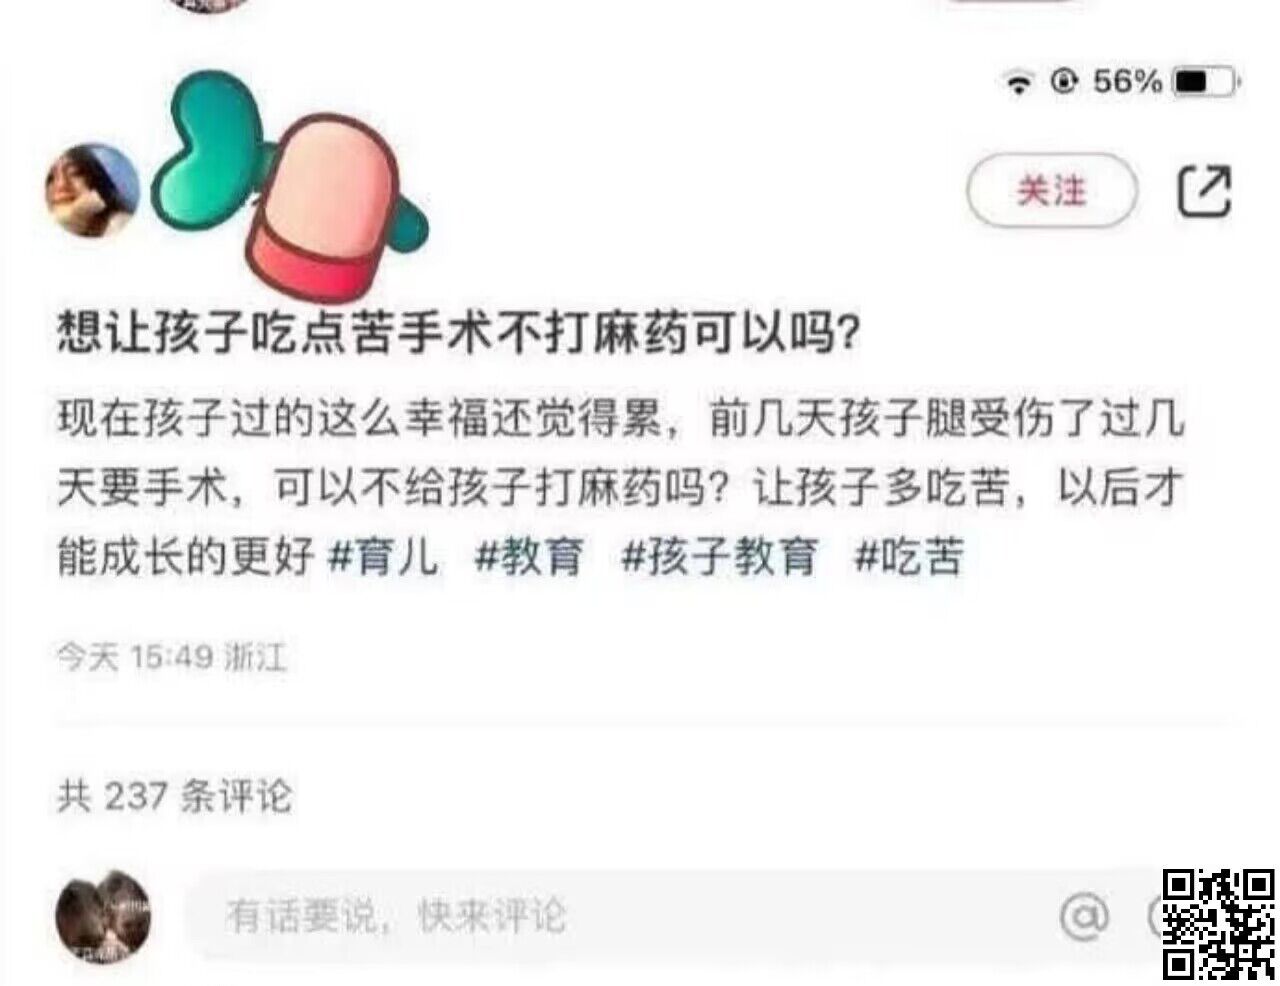 56%
关注
想让孩子吃点苦手术不打麻药可以吗?
现在孩子过的这么幸福还觉得累，前几天孩子腿受伤了过几
天要手术，可以不给孩子打麻药吗？让孩子多吃苦，以后才
能成长的更好 #育儿 #教育 #孩子教育 #吃苦
今天 15:49 浙江
共 237 条评论
有话要说，快来评论
@